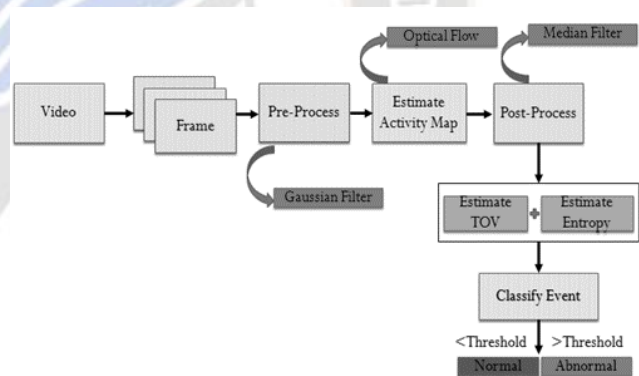 Optical Flow
Median Filter
Video
Frame
Pre-Process
Estimate
Activity Map
Post-Process
Gaussian Filter
Estimate
TOV
Estimate
Entropy
Classify Event
<Threshold
>Threshold
Normal
Abnormal